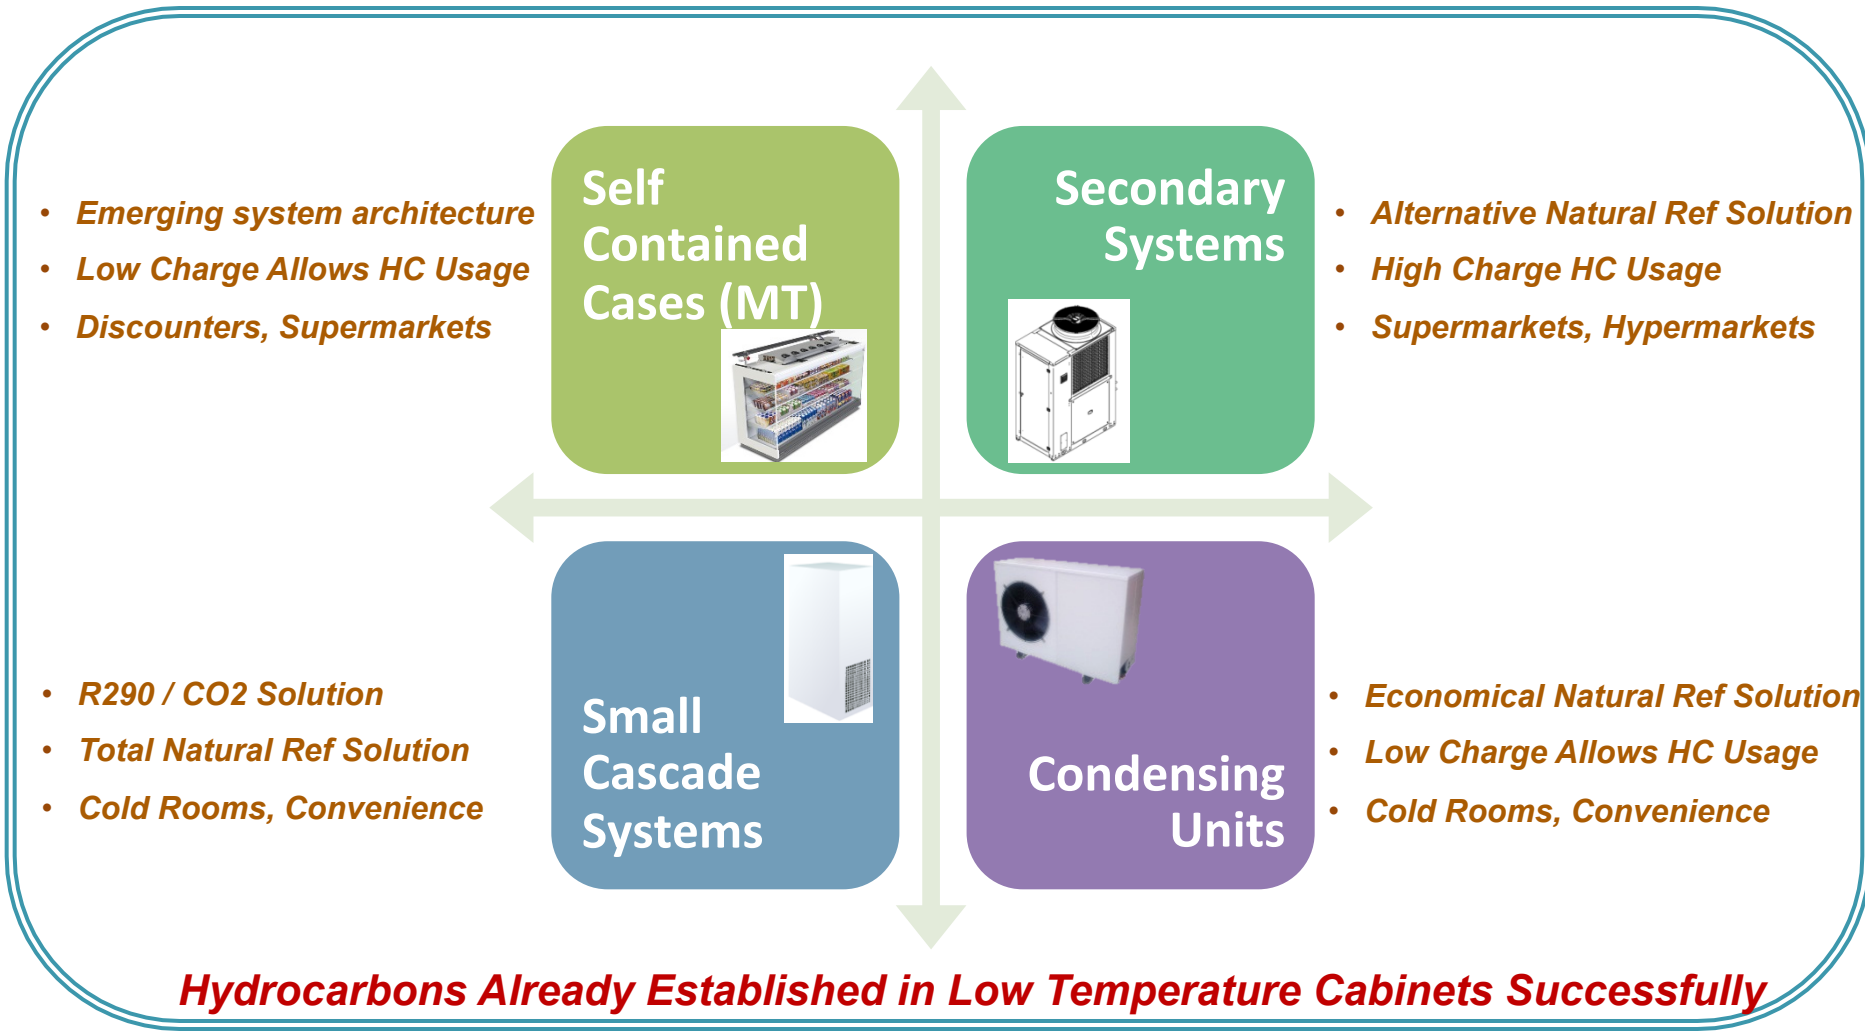 Self
Contained
Cases (MT)
• Emerging system architecture
• Low Charge Allows HC Usage
• Discounters, Supermarkets
Secondary
Systems
• Alternative Natural Ref Solution
• High Charge HC Usage
• Supermarkets, Hypermarkets
Small
Cascade
Systems
• R290 / CO2 Solution
• Total Natural Ref Solution
• Cold Rooms, Convenience
Condensing
Units
• Economical Natural Ref Solution
• Low Charge Allows HC Usage
• Cold Rooms, Convenience
Hydrocarbons Already Established in Low Temperature Cabinets Successfully